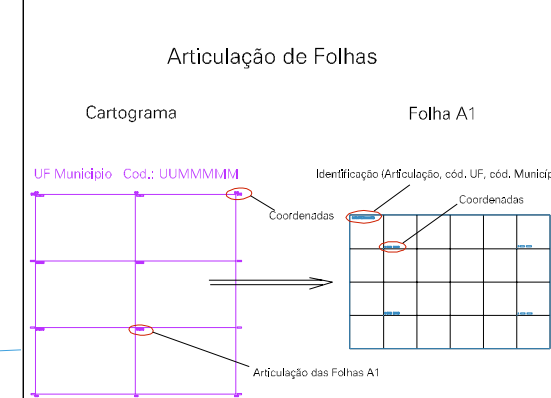 Articulação de Folhas
Cartograma
Folha A1
UF Municipio Cod.: UUMMMMM
Identificação (Articulação, cód. UF, cód. Municíp
Coordenadas
Coordenadas
Articulação das Folhas A1